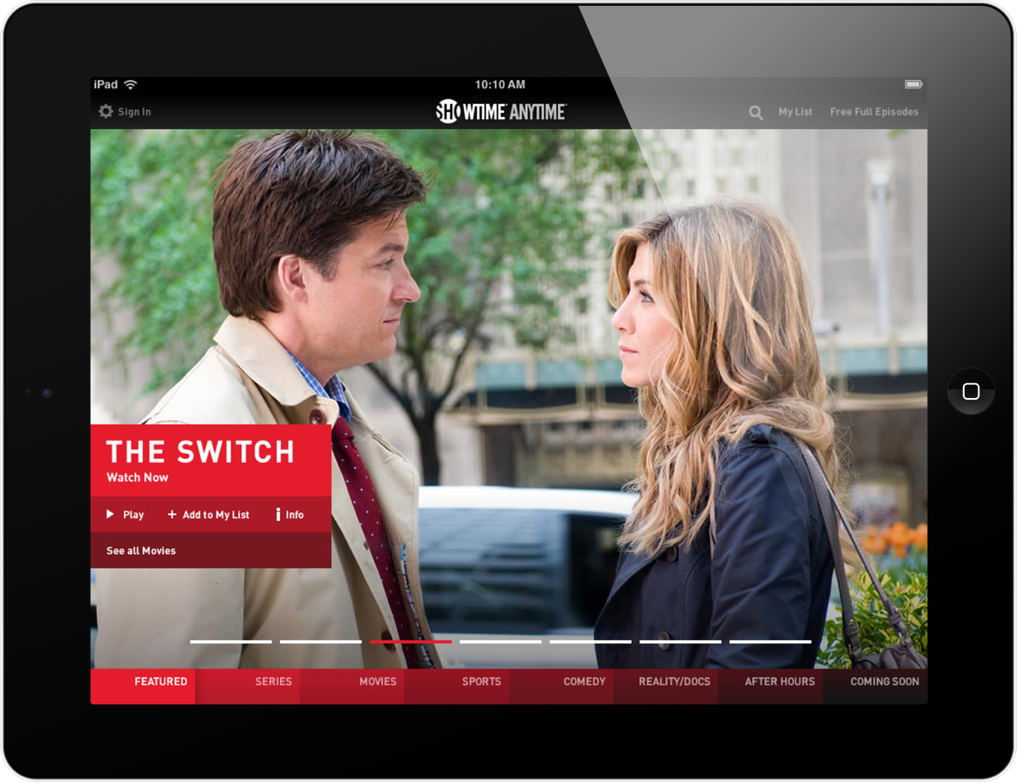 iPad
10:10 AM
Sign In
SHOWTIME ANYTIME
My List
Free Full Episodes
THE SWITCH
Watch Now
Play
Add to My List
Info
See all Movies
FEATURED
SERIES
MOVIES
SPORTS
COMEDY
REALITY/DOCS
AFTER HOURS
COMING SOON